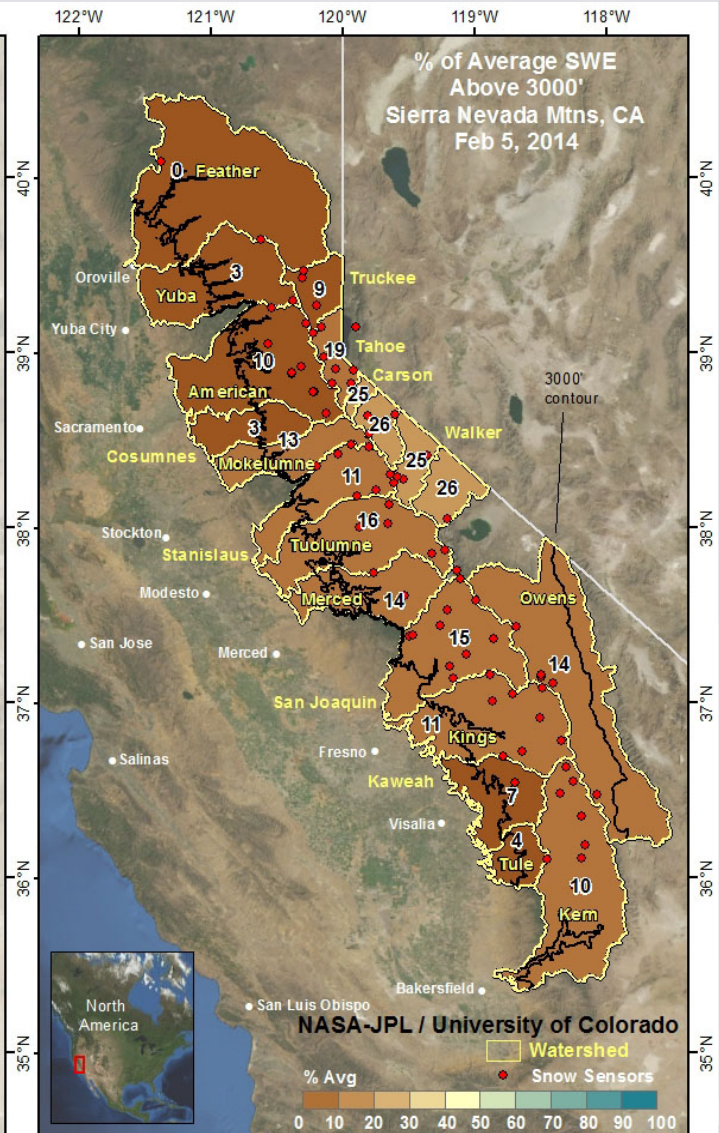 122°W 121°W 120°W 119°W 118°W
% of Average SWE
Above 3000'
Sierra Nevada Mtns, CA
Feb 5, 2014
40°N
40°N
0 Feather
3
Oroville
Truckee
9
Yuba
Yuba City
39°N
39°N
19
Tahoe
10
Carson
25
American
3000'
contour
Sacramento
3
26
13
Walker
Cosumnes
Mokelumne
25
11
26
38°N
38°N
16
Stockton
Tuolumne
Stanislaus
Modesto
Merced
14
Owens
San Jose
15
Merced
14
37°N
37°N
San Joaquin
11
Kings
Salinas
Fresno
Kaweah
7
Visalia
4
36°N
36°N
Tule
10
Kern
Bakersfield
North
America
San Luis Obispo
NASA-JPL / University of Colorado
35°N
35°N
Watershed
% Avg
Snow Sensors
0 10 20 30 40 50 60 70 80 90 100